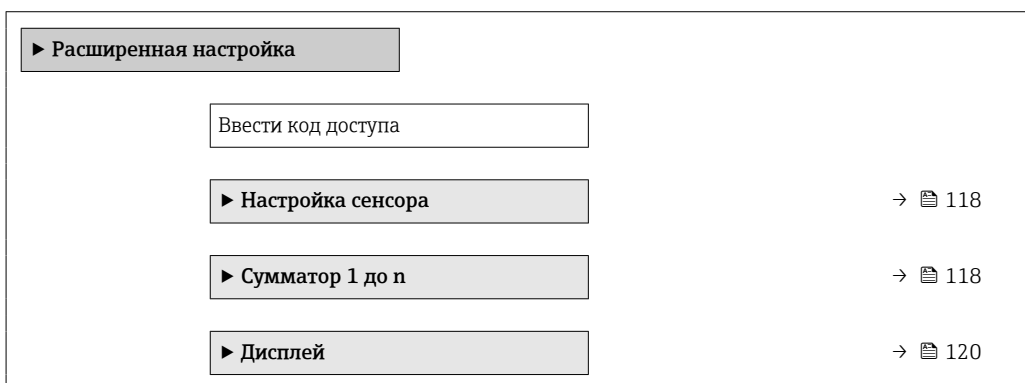 ▶ Расширенная настройка
Ввести код доступа
▶ Настройка сенсора → 118
▶ Сумматор 1 до n → 118
▶ Дисплей → 120